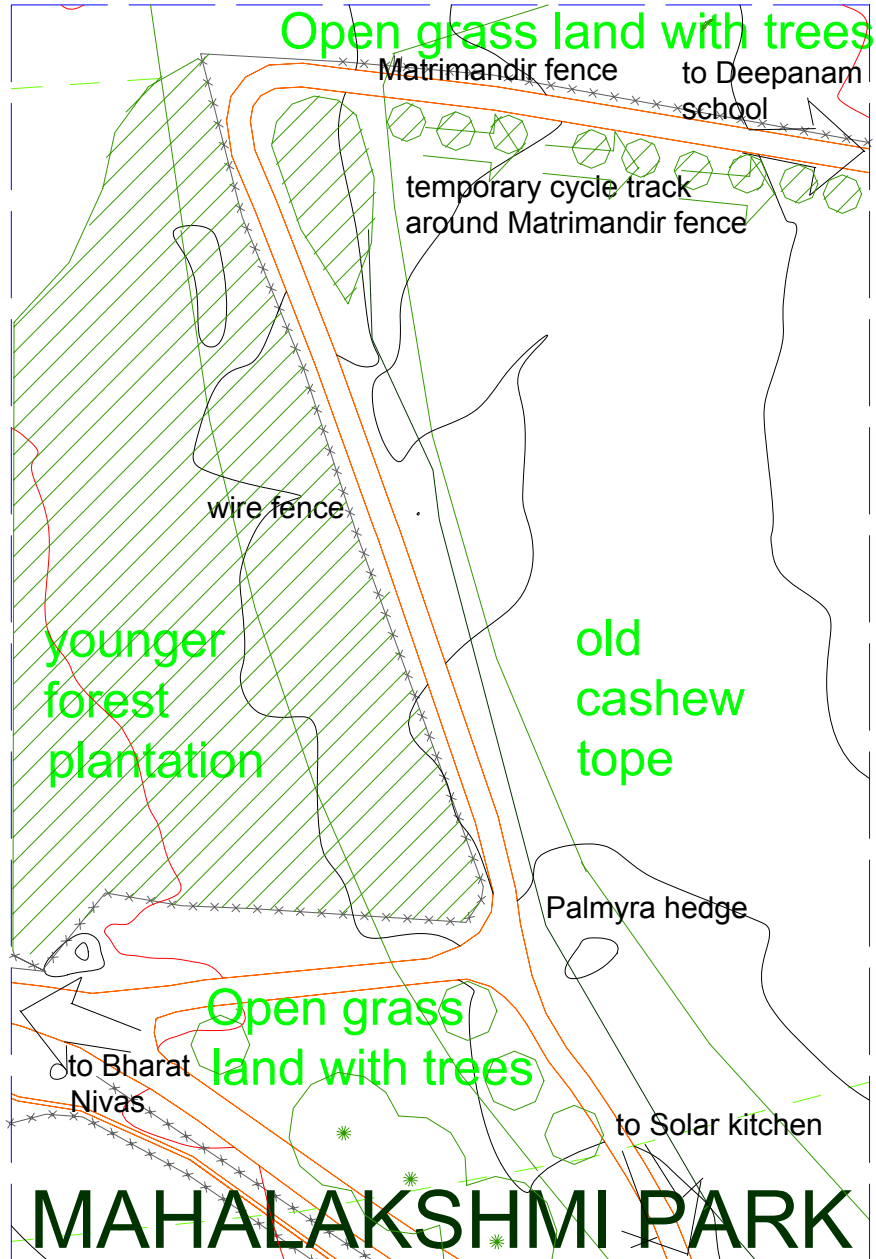 Open grass land with trees
Matrimandir fence
to Deepanam
school
temporary cycle track
around Matrimandir fence
wire fence
younger
forest
plantation
old
cashew
tope
Palmyra hedge
Open grass
land with trees
to Bharat
Nivas
to Solar kitchen
MAHALAKSHMI PARK